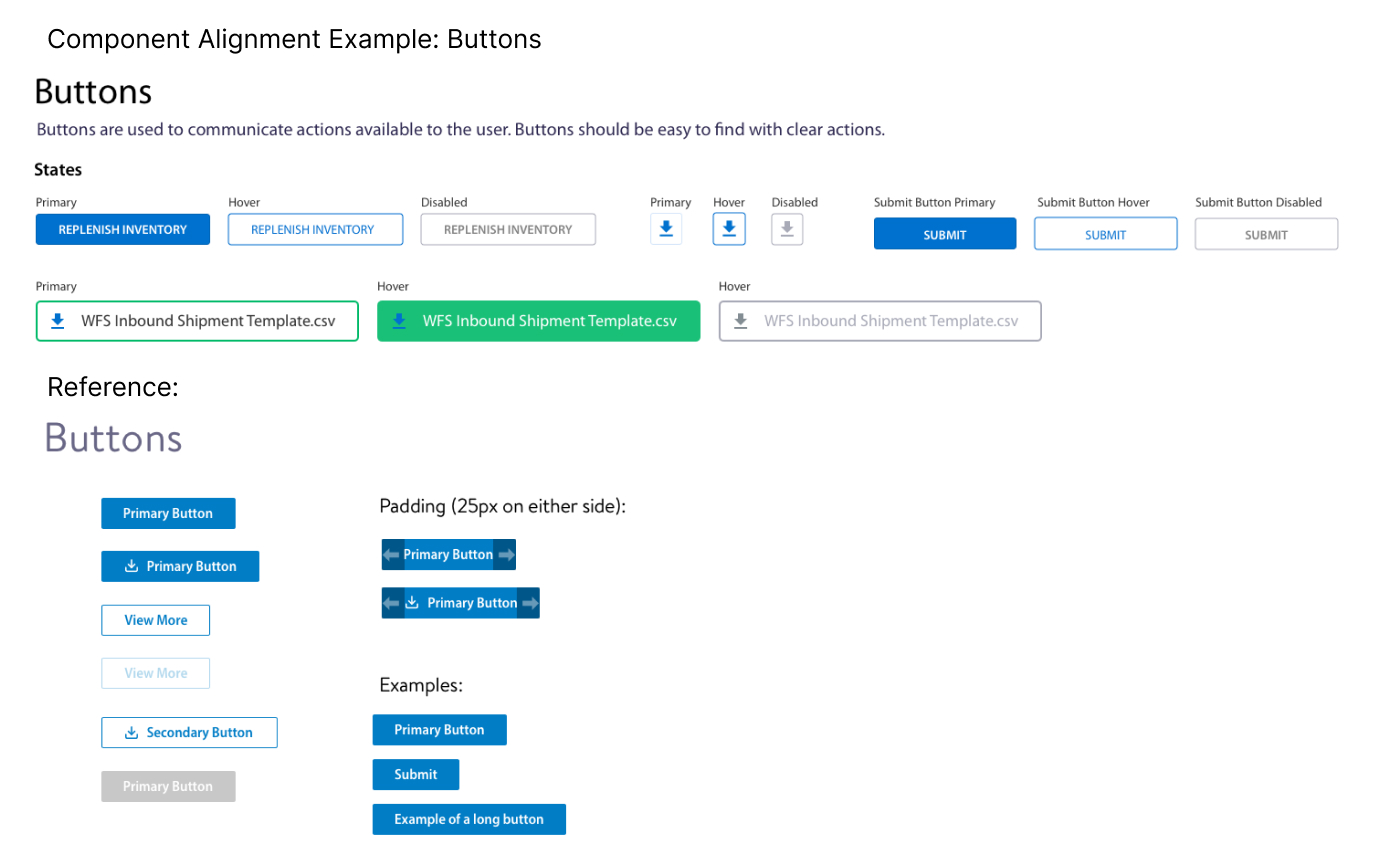 Component Alignment Example: Buttons
Buttons
Buttons are used to communicate actions available to the user. Buttons should be easy to find with clear actions.
States
Primary Hover Disabled Primary Hover Disabled Submit Button Primary Submit Button Hover Submit Button Disabled
REPLENISH INVENTORY REPLENISH INVENTORY REPLENISH INVENTORY SUBMIT SUBMIT SUBMIT
Primary Hover Hover
WFS Inbound Shipment Template.csv WFS Inbound Shipment Template.csv WFS Inbound Shipment Template.csv
Reference:
Buttons
Primary Button
Primary Button
View More
View More
Secondary Button
Primary Button
Padding (25px on either side):
Primary Button
Primary Button
Examples:
Primary Button
Submit
Example of a long button